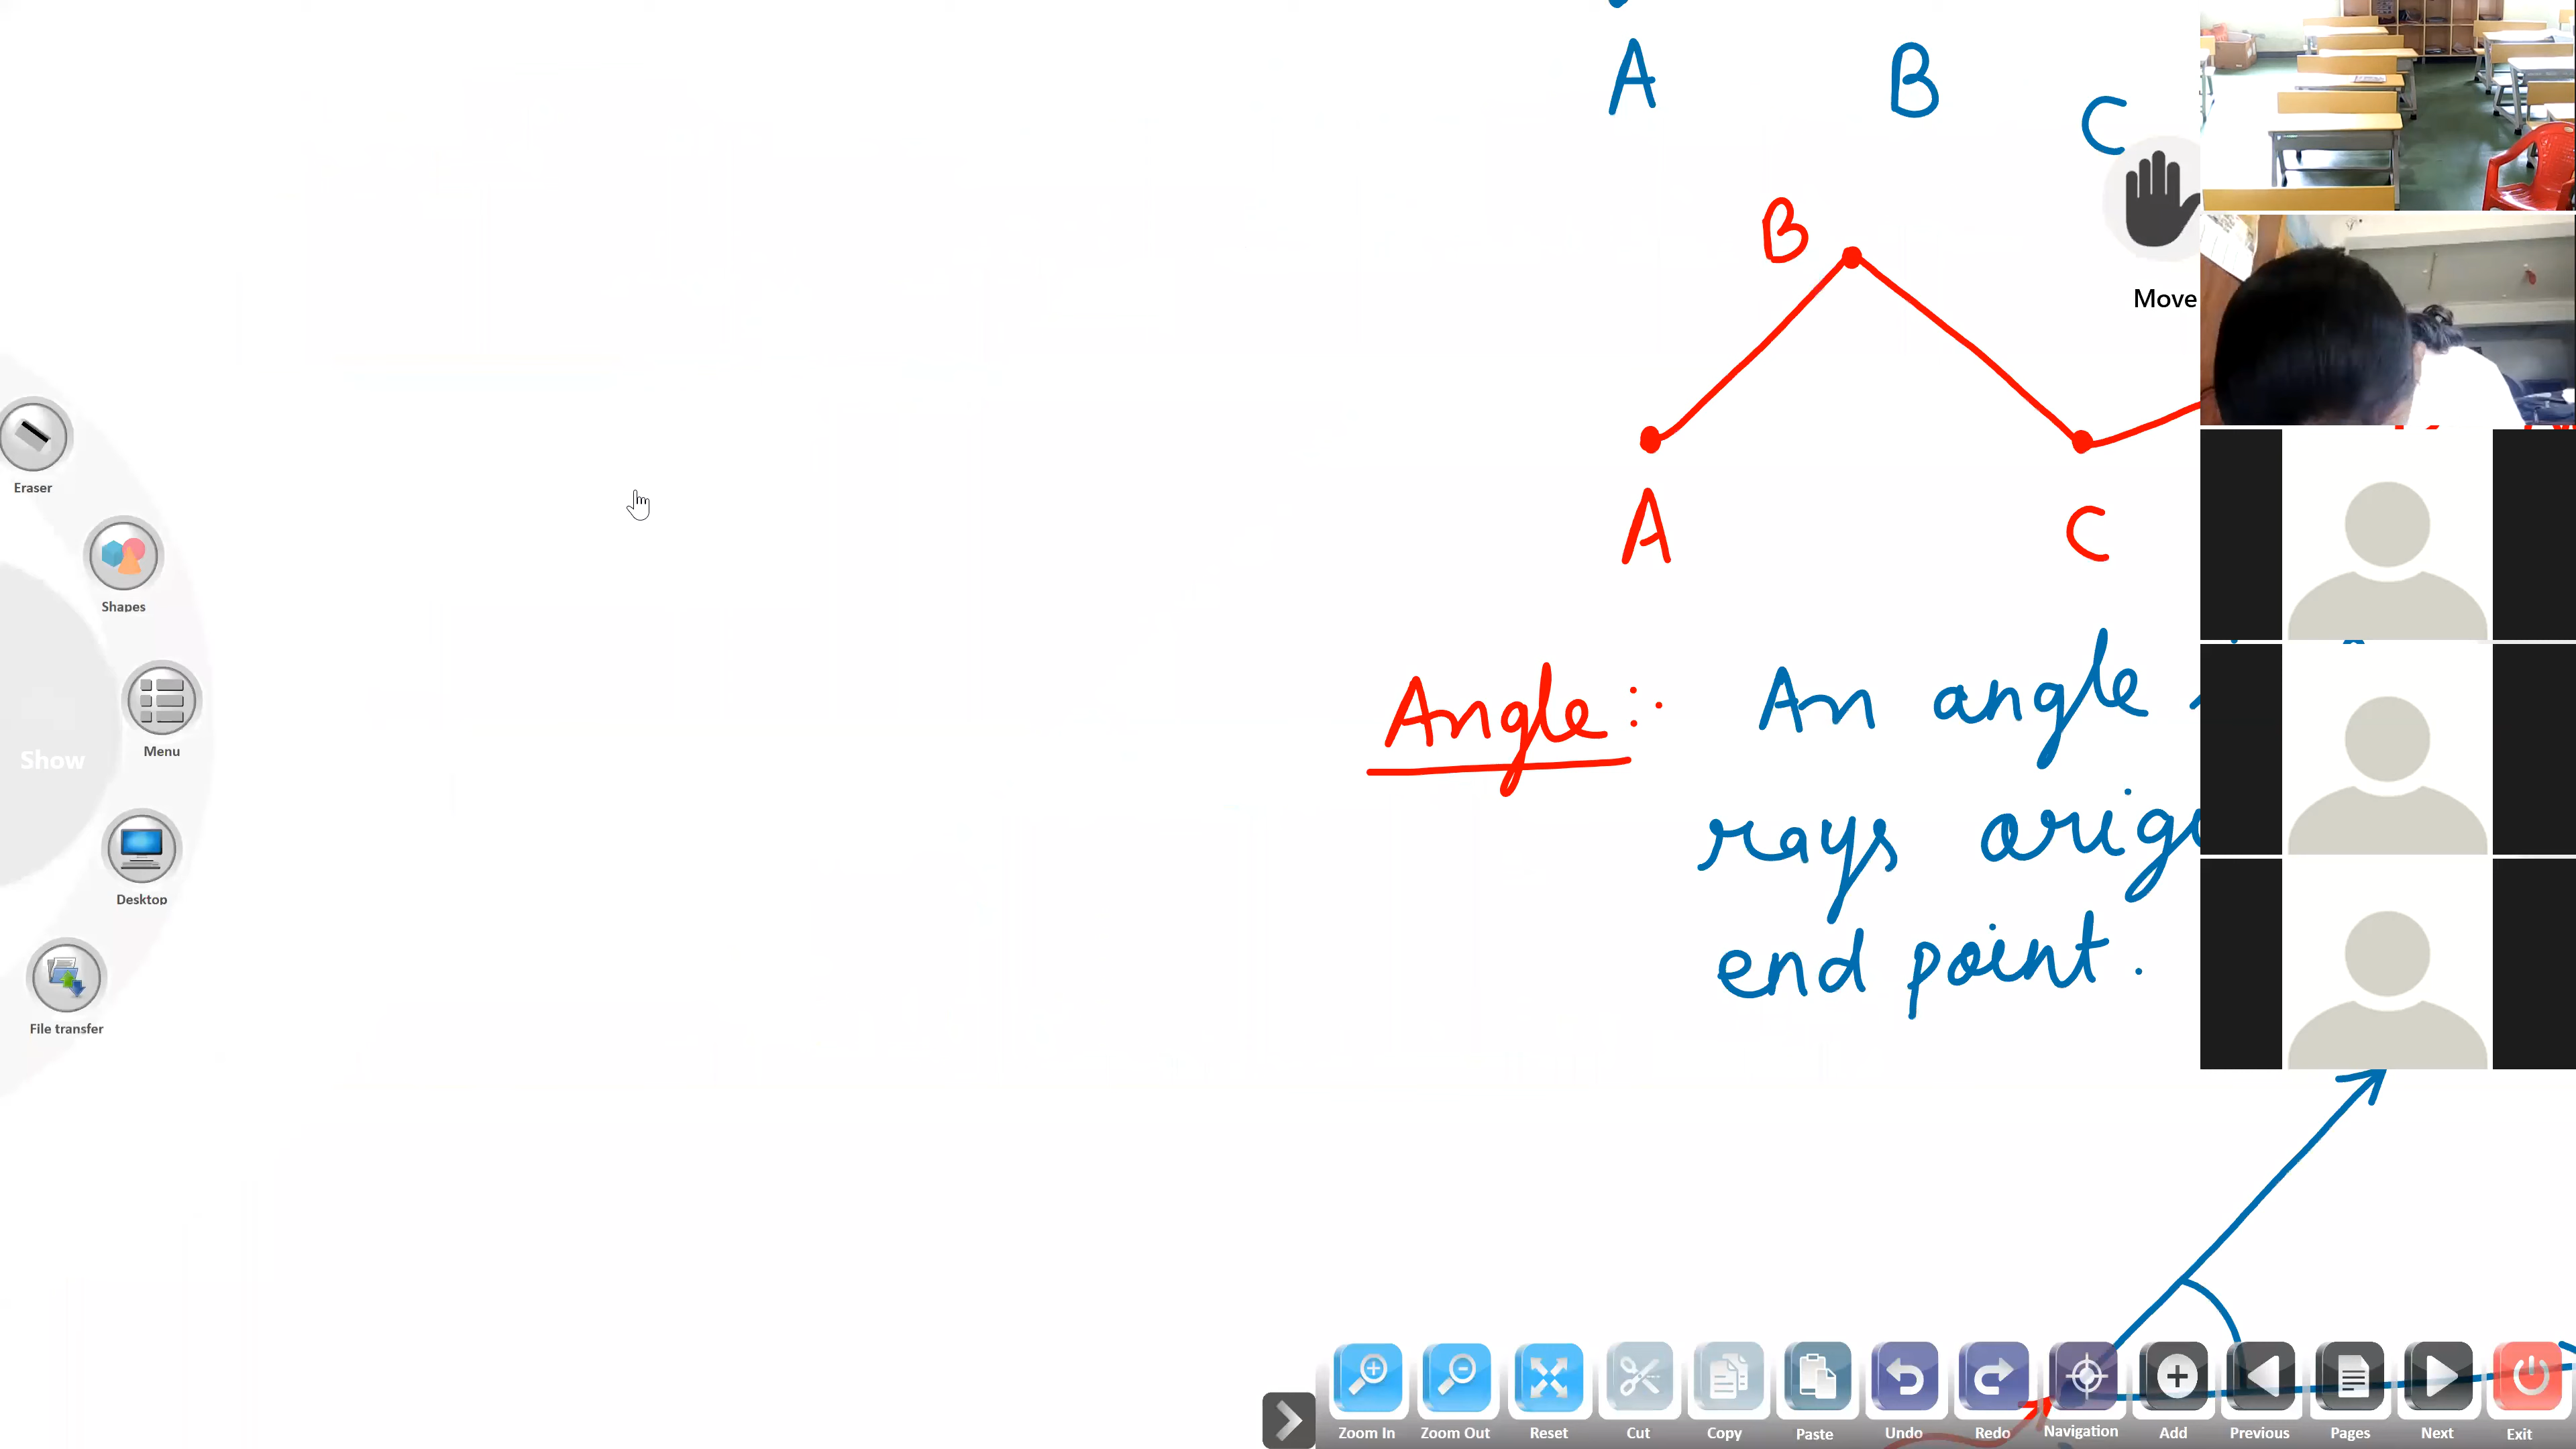 A B C
B
Move
A C
Eraser
Shapes
Angle :- An angle
rays
end point.
Menu
Show
Desktop
File transfer
Zoom In Zoom Out Reset Cut Copy Paste Undo Redo Navigation Add Previous Pages Next Exit